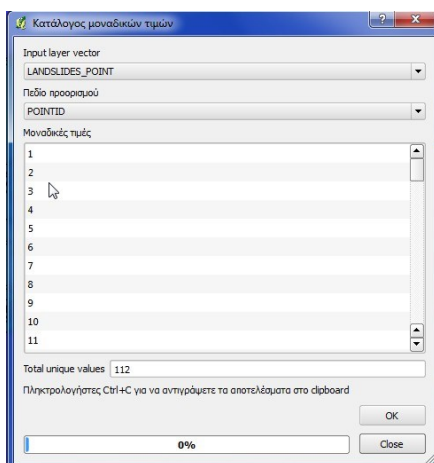 Κατάλογος μοναδικών τιμών
Input layer vector
LANDSLIDES_POINT
Πεδίο προορισμού
POINTID
Μοναδικές τιμές
1
2
3
4
5
6
7
8
9
10
11
Total unique values 112
Πληκτρολογήστες Ctrl+C για να αντιγράψετε τα αποτελέσματα στο clipboard
OK
0% Close